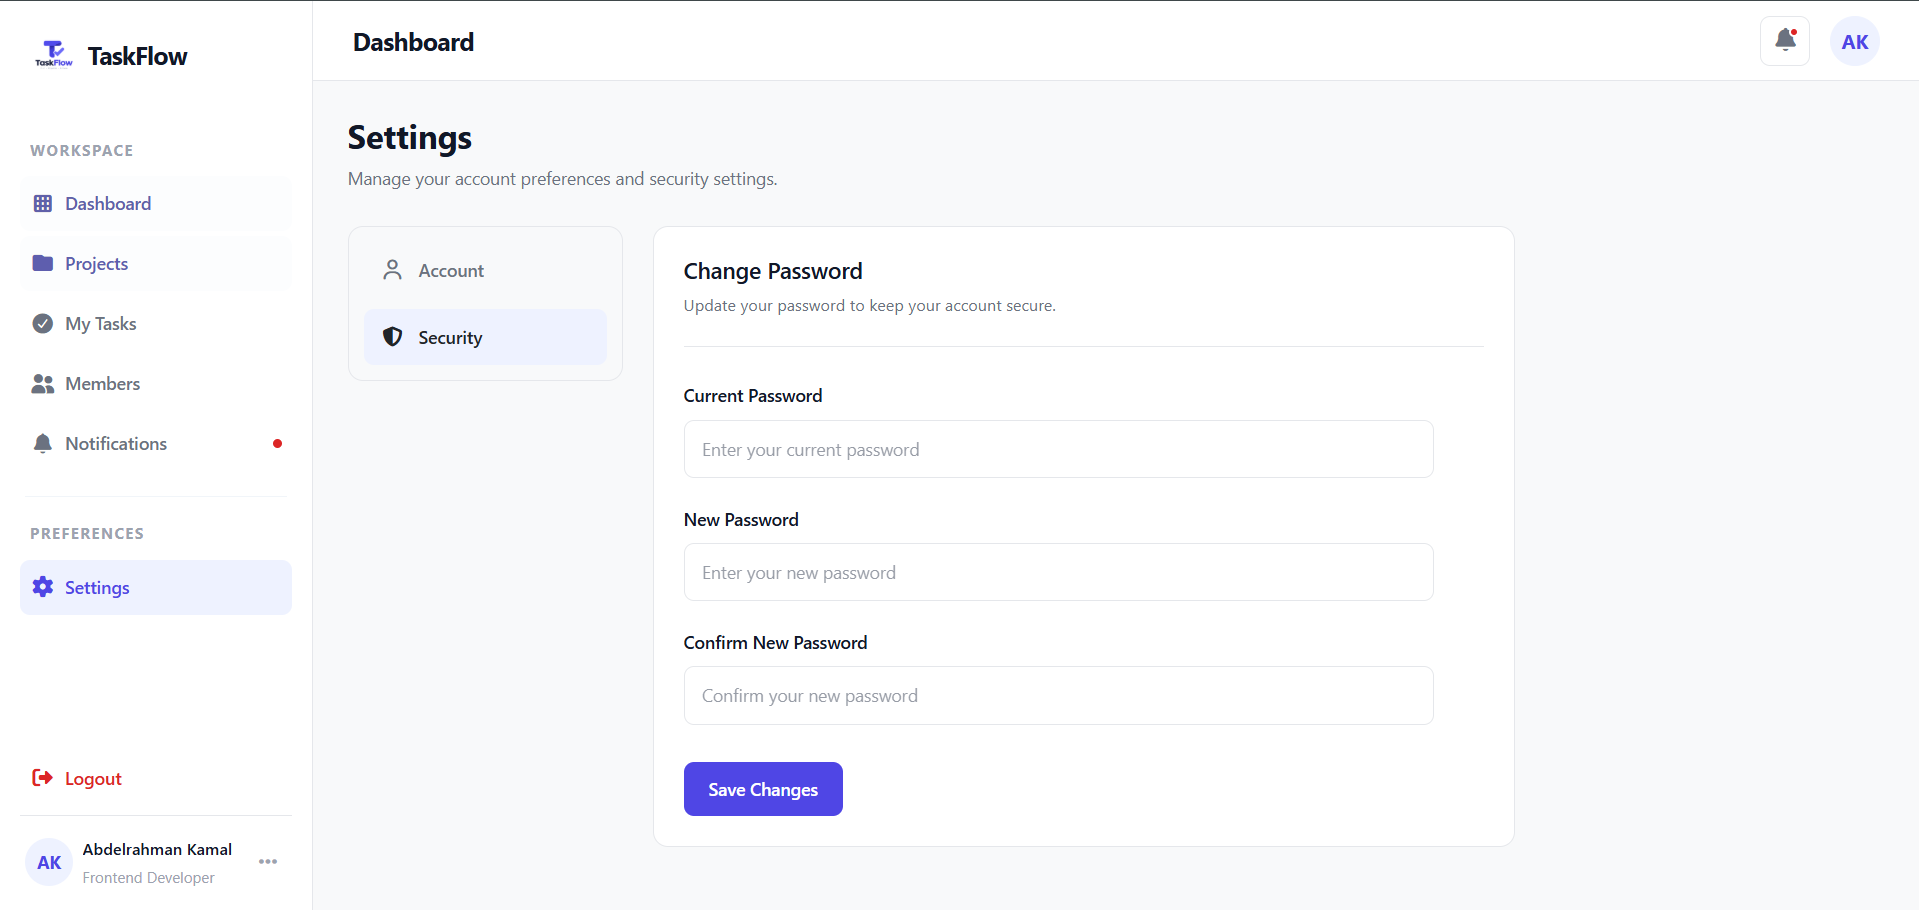 TaskFlow
TaskFlow
WORKSPACE
Dashboard
Projects
My Tasks
Members
Notifications
PREFERENCES
Settings
Logout
AK
Abdelrahman Kamal
Frontend Developer
Dashboard
AK
Settings
Manage your account preferences and security settings.
Account
Security
Change Password
Update your password to keep your account secure.
Current Password
Enter your current password
New Password
Enter your new password
Confirm New Password
Confirm your new password
Save Changes